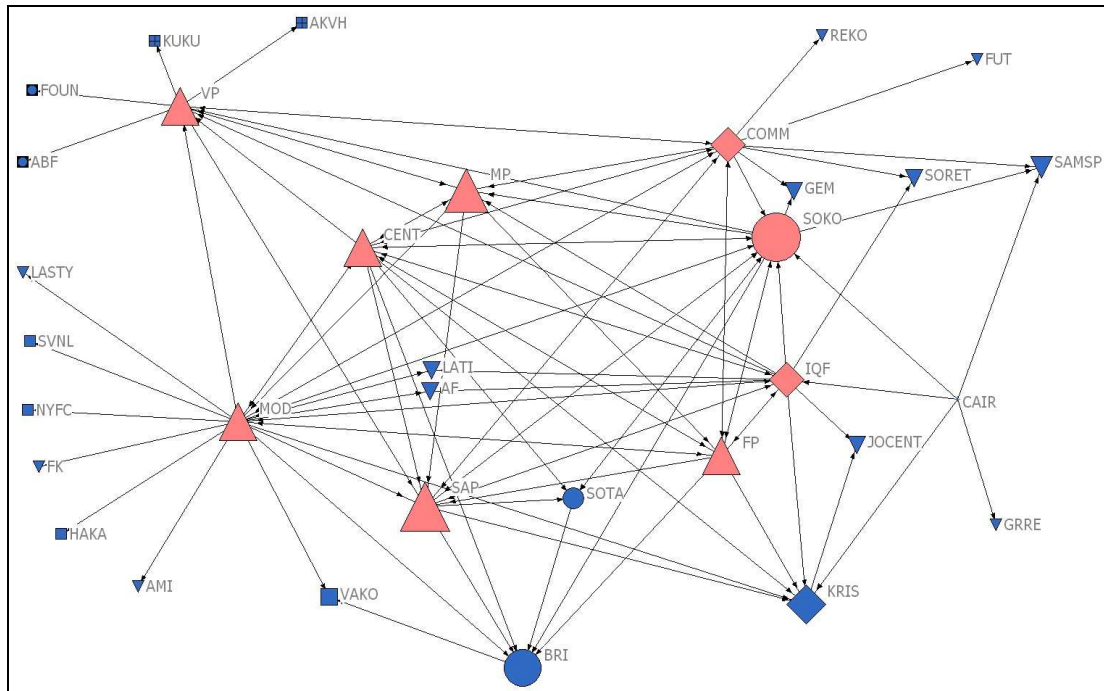 AKVH
REKO
KUKU
FUT
FOUN
VP
COMM
ABF
SAMSP
MP
SORET
GEM
SOKO
CENT
LASTY
SVNL
LATI
IQF
AF
CAIR
NYFC
MOD
FP
JOCENT
FK
SAP
SOTA
GRRE
HAKA
AMI
VAKO
KRIS
BRI